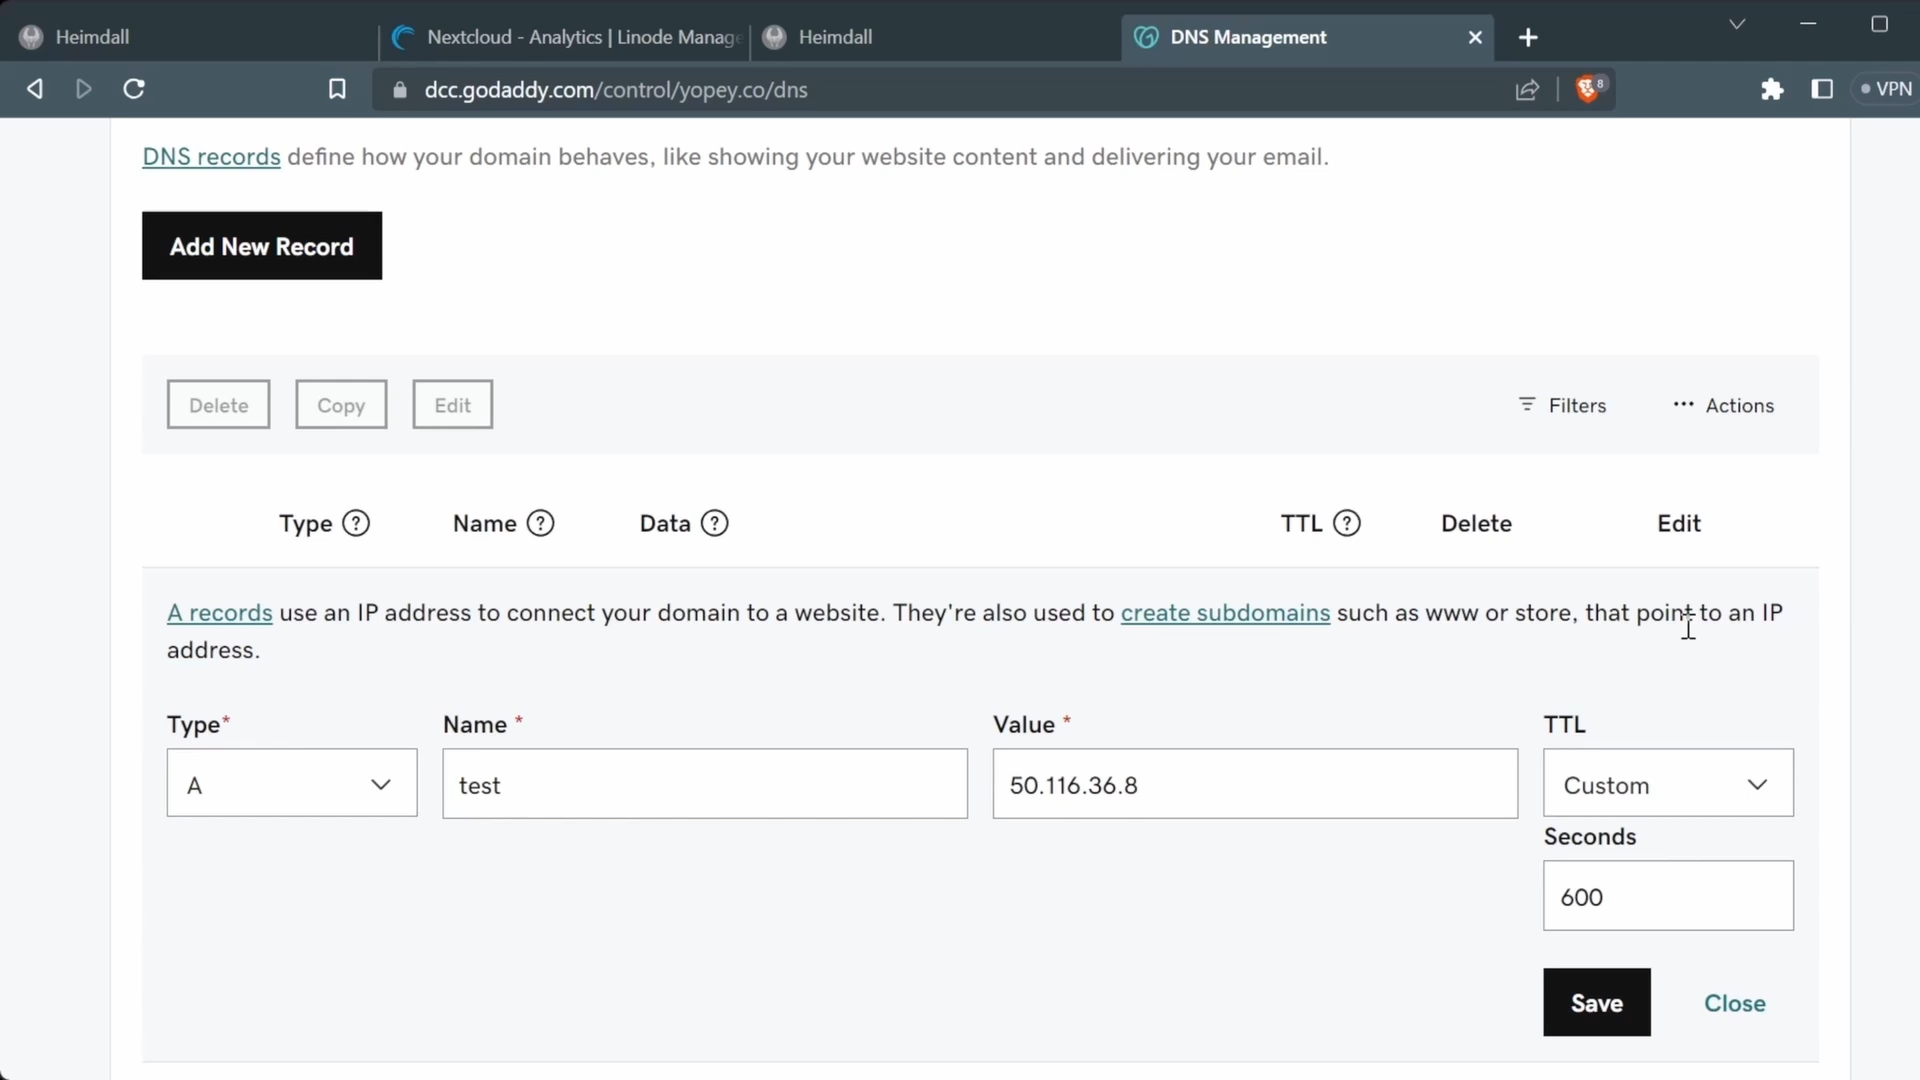 Heimdall
Nextcloud - Analytics | Linode Manage
Heimdall
DNS Management
dcc.godaddy.com/control/yopey.co/dns
8
VPN
DNS records define how your domain behaves, like showing your website content and delivering your email.
Add New Record
Delete
Copy
Edit
Filters
Actions
Type ?
Name ?
Data ?
TTL ?
Delete
Edit
A records use an IP address to connect your domain to a website. They're also used to create subdomains such as www or store, that point to an IP
address.
Type*
Name *
Value *
TTL
A
test
50.116.36.8
Custom
Seconds
600
Save
Close